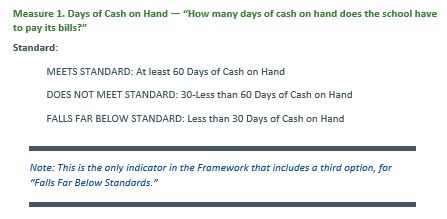 Measure 1. Days of Cash on Hand — “How many days of cash on hand does the school have
to pay its bills?”
Standard:
MEETS STANDARD: At least 60 Days of Cash on Hand
DOES NOT MEET STANDARD: 30-Less than 60 Days of Cash on Hand
FALLS FAR BELOW STANDARD: Less than 30 Days of Cash on Hand
Note: This is the only indicator in the Framework that includes a third option, for
“Falls Far Below Standards.”